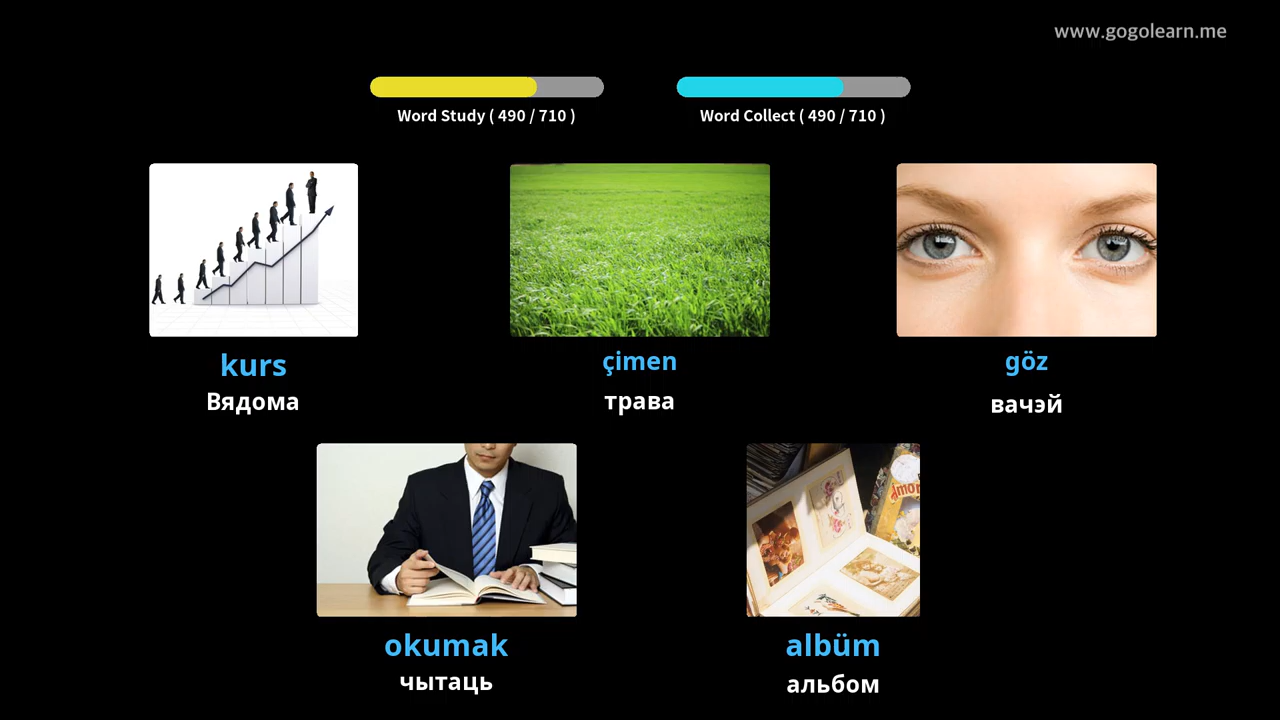 www.gogolearn.me
Word Study ( 490 / 710 )
Word Collect ( 490 / 710 )
kurs
Вядома
çimen
трава
göz
вачэй
okumak
чытаць
albüm
альбом